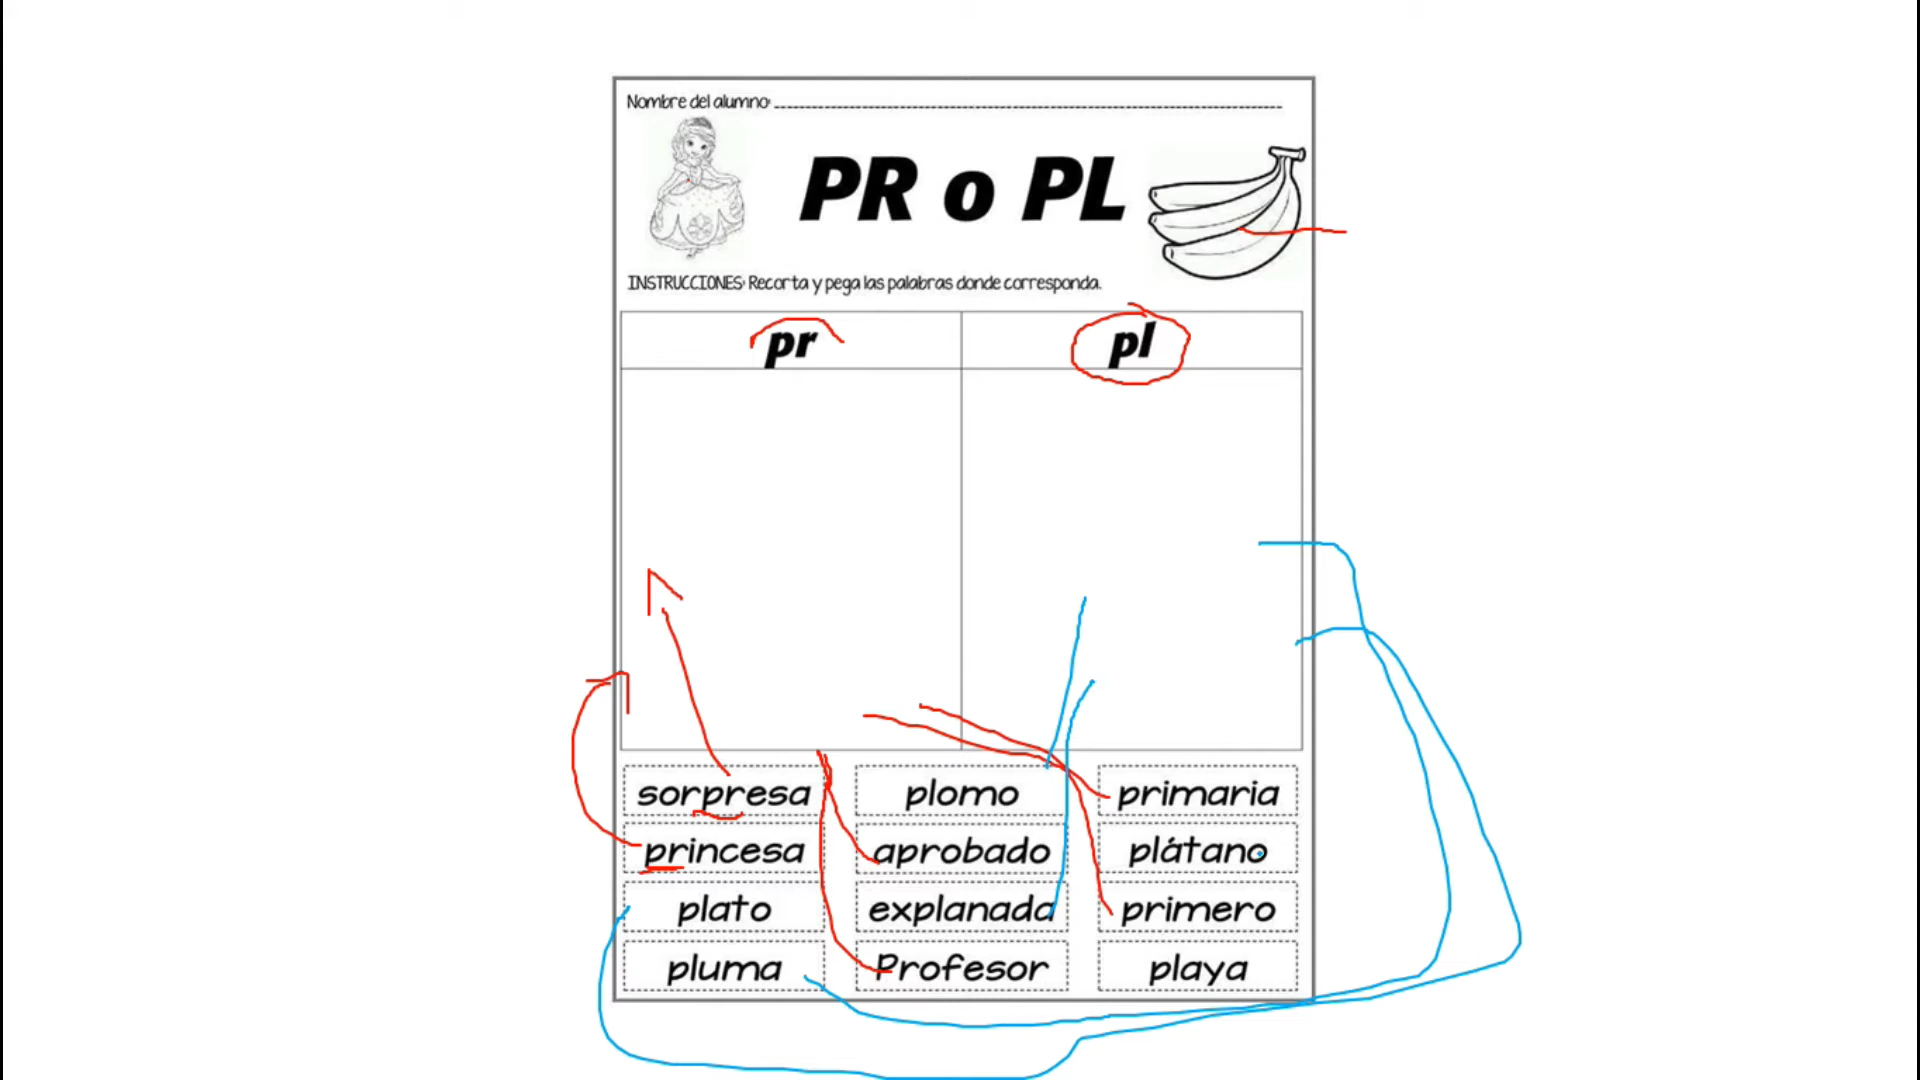 Nombre del alumno:
PR o PL
INSTRUCCIONES: Recorta y pega las palabras donde corresponda.
pr pl
sorpresa plomo primaria
princesa aprobado plátano
plato explanada primero
pluma Profesor playa